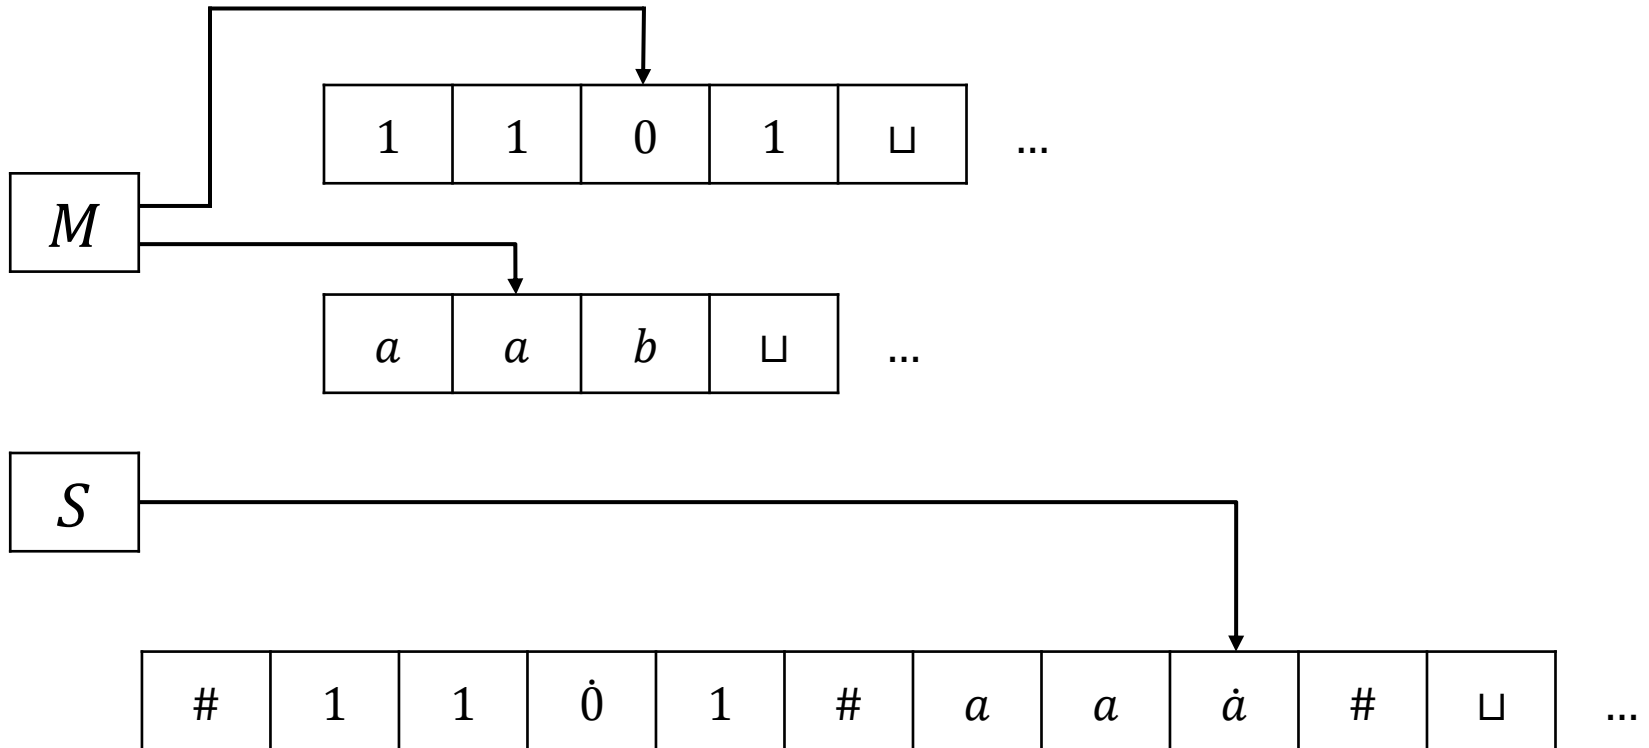 1 1 0 1 ⊔ ...
M
a a b ⊔ ...
S
# 1 1 0̇ 1 # a a ȧ # ⊔ ...